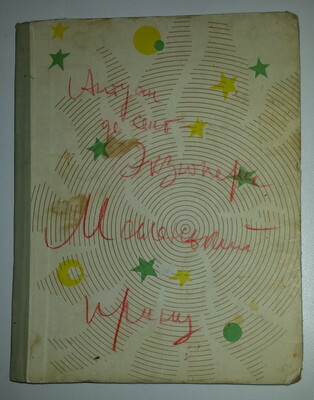 Антуан
де Сент
Экзюпери
Маленький
принц